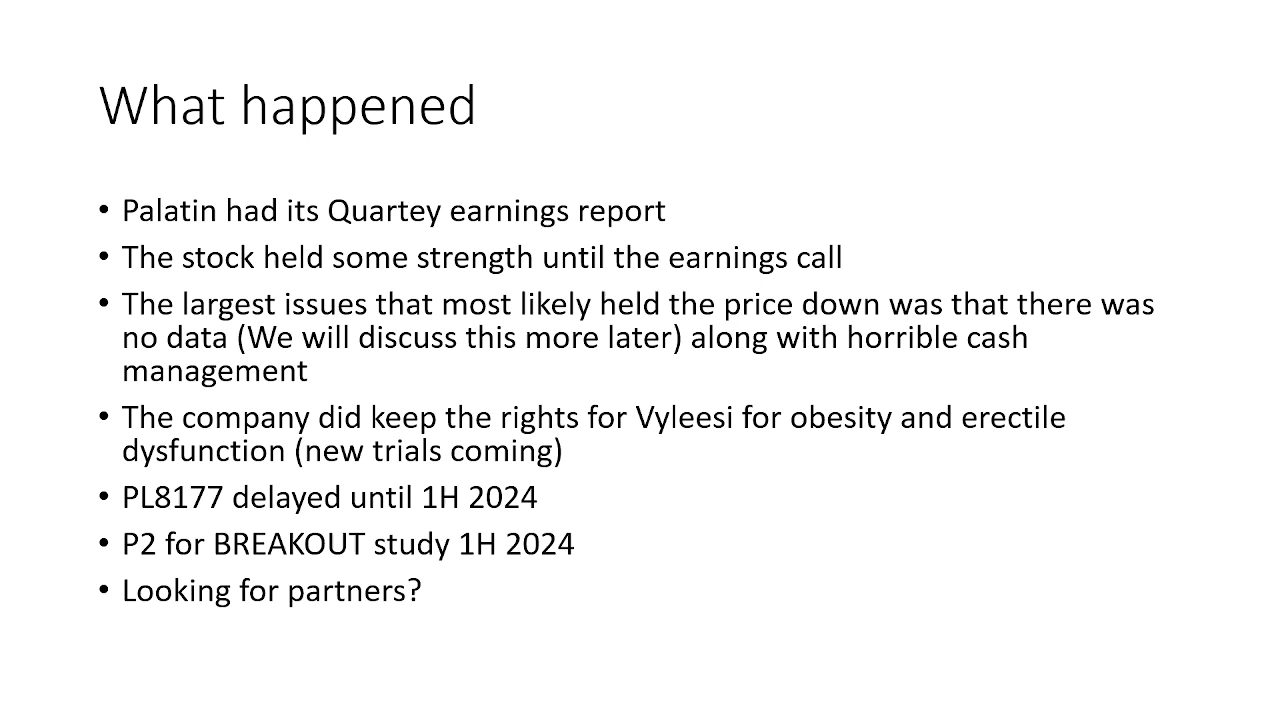 What happened
• Palatin had its Quartey earnings report
• The stock held some strength until the earnings call
• The largest issues that most likely held the price down was that there was
no data (We will discuss this more later) along with horrible cash
management
• The company did keep the rights for Vyleesi for obesity and erectile
dysfunction (new trials coming)
• PL8177 delayed until 1H 2024
• P2 for BREAKOUT study 1H 2024
• Looking for partners?